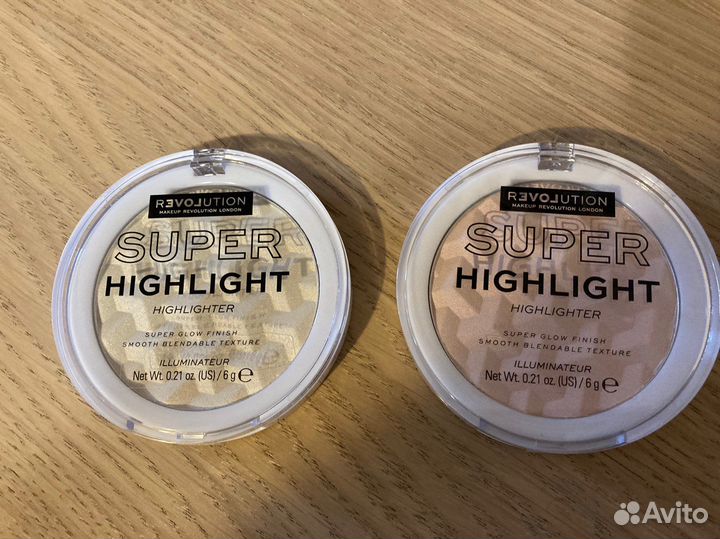 REVOLUTION
MAKEUP REVOLUTION LONDON
SUPER
HIGHLIGHT
HIGHLIGHTER
SUPER GLOW FINISH
SMOOTH BLENDABLE TEXTURE
ILLUMINATEUR
Net Wt. 0.21 oz. (US) / 6 g ℮
REVOLUTION
MAKEUP REVOLUTION LONDON
SUPER
HIGHLIGHT
HIGHLIGHTER
SUPER GLOW FINISH
SMOOTH BLENDABLE TEXTURE
ILLUMINATEUR
Net Wt. 0.21 oz. (US) / 6 g ℮
Avito